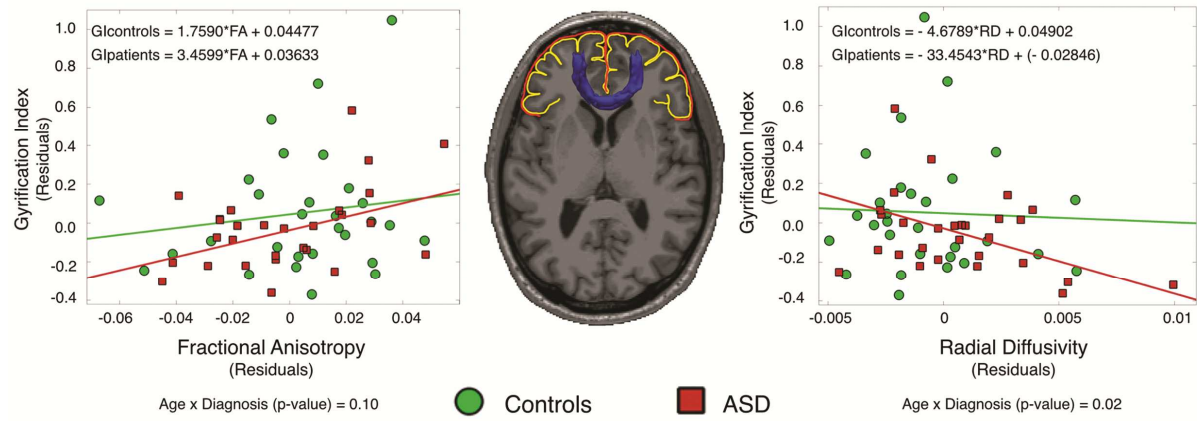 GIcontrols = 1.7590*FA + 0.04477
GIpatients = 3.4599*FA + 0.03633
1.0
0.8
0.6
0.4
0.2
0.0
-0.2
-0.4
Gyrification Index
(Residuals)
-0.06 -0.04 -0.02 0 0.02 0.04
Fractional Anisotropy
(Residuals)
Age x Diagnosis (p-value) = 0.10
GIcontrols = - 4.6789*RD + 0.04902
GIpatients = - 33.4543*RD + (- 0.02846)
1.0
0.8
0.6
0.4
0.2
0.0
-0.2
-0.4
Gyrification Index
(Residuals)
-0.005 0 0.005 0.01
Radial Diffusivity
(Residuals)
Age x Diagnosis (p-value) = 0.02
Controls ASD